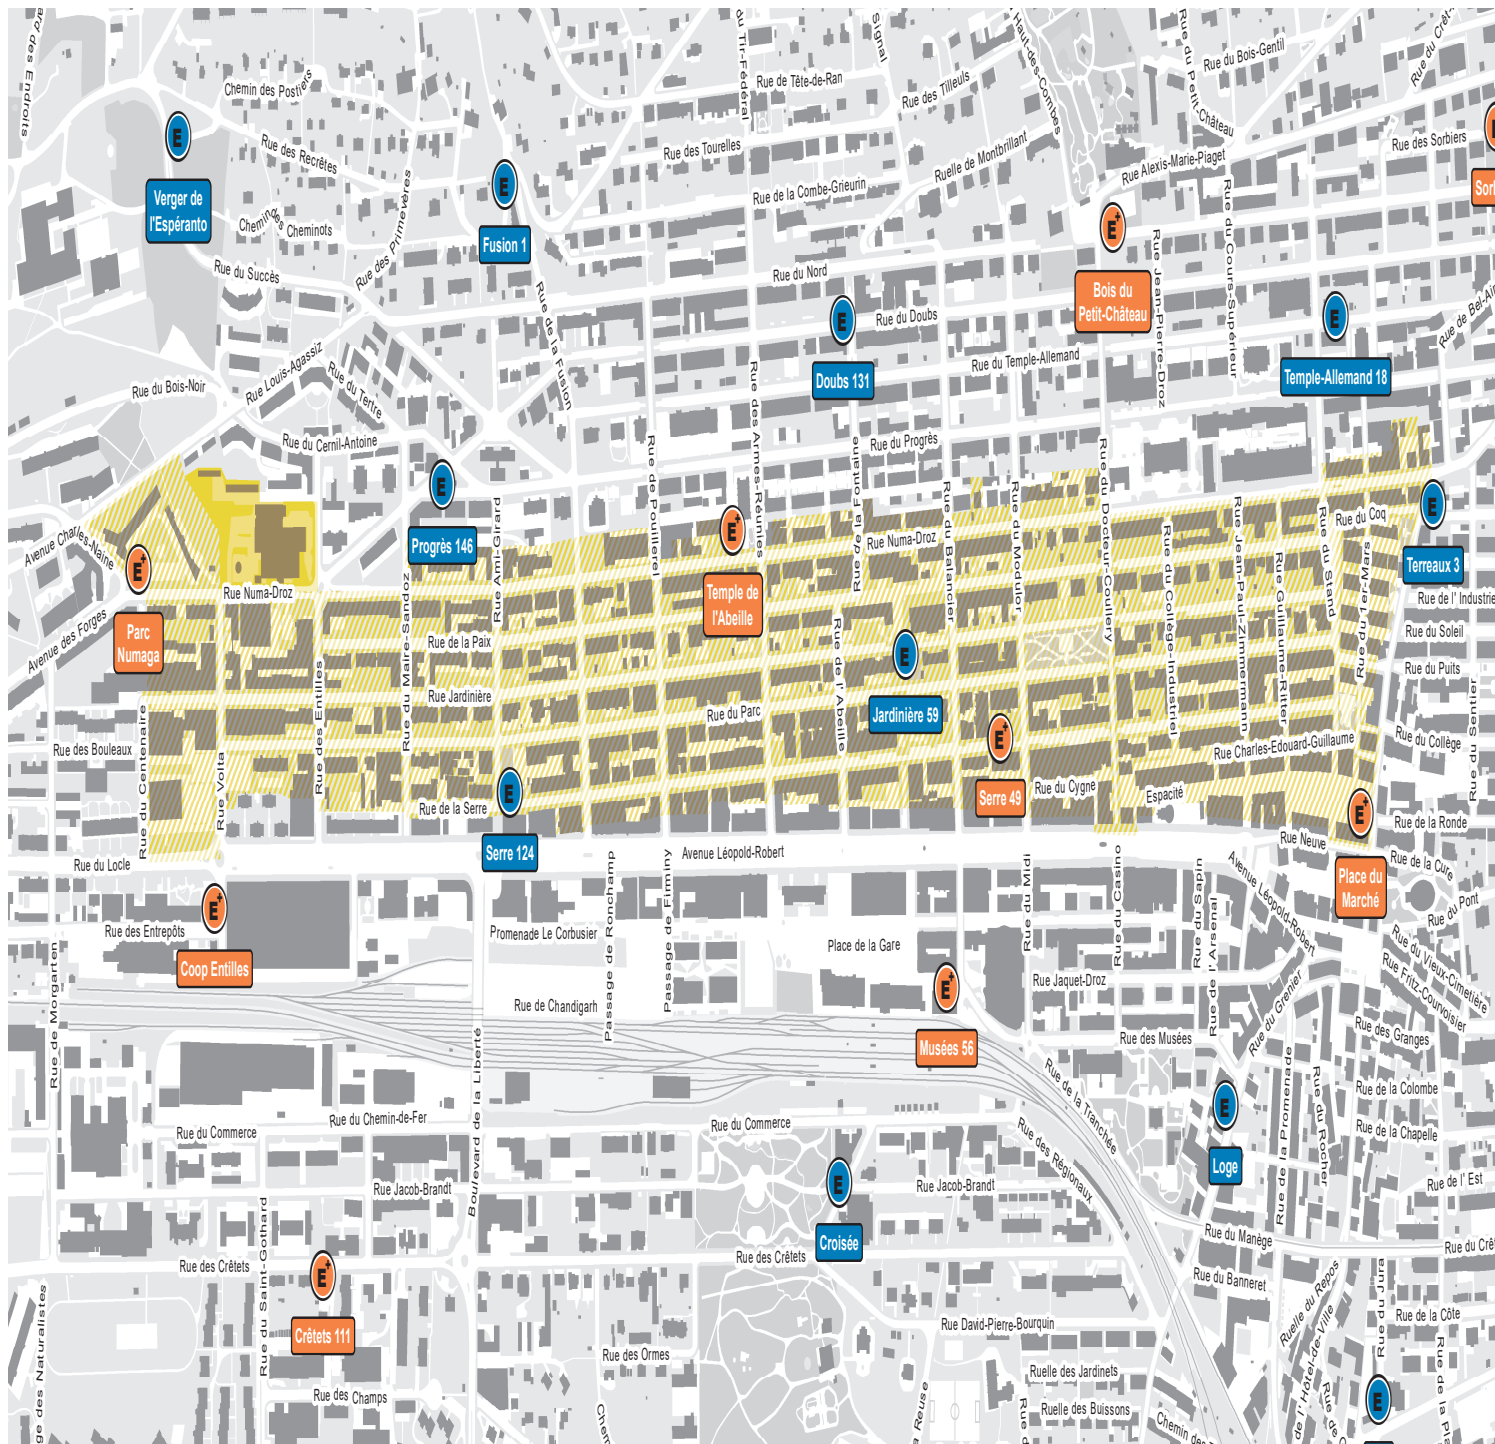 Rue du Bois-Gentil
Rue du Petit-Château
Haut-des-Combes
Signal
du Tir-Fédéral
Rue de Tête-de-Ran
Rue des Tilleuls
Chemin des Postiers
des Endroits
Rue des Recrêtes
Rue des Tourelles
Ruelle de Montbrillant
Rue Alexis-Marie-Piaget
Rue des Sorbiers
E
Verger de
l'Espéranto
E
Fusion 1
Rue de la Combe-Grieurin
Chemin des Cheminots
Rue des Primevères
Rue du Succès
Rue du Nord
E+
Bois du
Petit-Château
Rue Jean-Pierre-Droz
Rue du Cours-Supérieur
Rue de Bel-Air
Rue de la Fusion
E
Doubs 131
Rue du Doubs
E
Temple-Allemand 18
Rue du Temple-Allemand
Rue du Bois-Noir
Rue Louis-Agassiz
Rue du Tertre
Rue du Cernil-Antoine
Rue du Progrès
Rue de Pouillerel
Rue des Armes-Réunies
Rue de la Fontaine
Rue du Balancier
Rue du Modulor
Rue du Docteur-Coullery
E
Progrès 146
Rue Ami-Girard
E+
Temple de
l'Abeille
Rue Numa-Droz
Rue du Coq
E
Terreaux 3
Avenue Charles-Naine
E+
Parc
Numaga
Avenue des Forges
Rue Numa-Droz
Rue du Maire-Sandoz
Rue de la Paix
Rue Jardinière
Rue des Entilles
Rue du Parc
Rue de l'Abeille
E
Jardinière 59
Rue du Collège-Industriel
Rue Jean-Paul-Zimmermann
Rue Guillaume-Ritter
Rue du Stand
Rue du 1er-Mars
Rue de l' Industrie
Rue du Soleil
Rue du Puits
Rue du Sentier
Rue du Collège
Rue Charles-Edouard-Guillaume
Rue des Bouleaux
Rue du Centenaire
Rue Volta
Rue de la Serre
E
Serre 124
E+
Serre 49
Rue du Cygne
Espacité
E+
Place du
Marché
Rue Neuve
Rue de la Ronde
Rue de la Cure
Rue du Pont
Rue du Locle
Avenue Léopold-Robert
Avenue Léopold-Robert
E+
Coop Entilles
Rue des Entrepôts
Rue de Morgarten
Promenade Le Corbusier
Passage de Ronchamp
Passage de Firminy
Rue de Chandigarh
Place de la Gare
E+
Musées 56
Rue du Midi
Rue du Casino
Rue du Sapin
Rue de l'Arsenal
Rue Jaquet-Droz
Rue du Grenier
Rue du Vieux-Cimetière
Rue Fritz-Courvoisier
Rue des Granges
Rue des Musées
Rue de la Tranchée
E
Loge
Rue de la Promenade
Rue du Rocher
Rue de la Colombe
Rue de la Chapelle
Rue de l' Est
Rue du Commerce
Rue du Chemin-de-Fer
Boulevard de la Liberté
Rue du Commerce
Rue des Régionaux
Rue Jacob-Brandt
E
Croisée
Rue Jacob-Brandt
Rue du Manège
Rue du Banneret
Rue des Crêtets
Rue du Saint-Gothard
E+
Crêtets 111
Rue des Crêtets
Rue David-Pierre-Bourquin
Ruelle du Repos
de l'Hôtel-de-Ville
Rue du Jura
Rue de la Côte
Rue des Ormes
Ruelle des Jardinets
Ruelle des Buissons
Rue des Champs
E